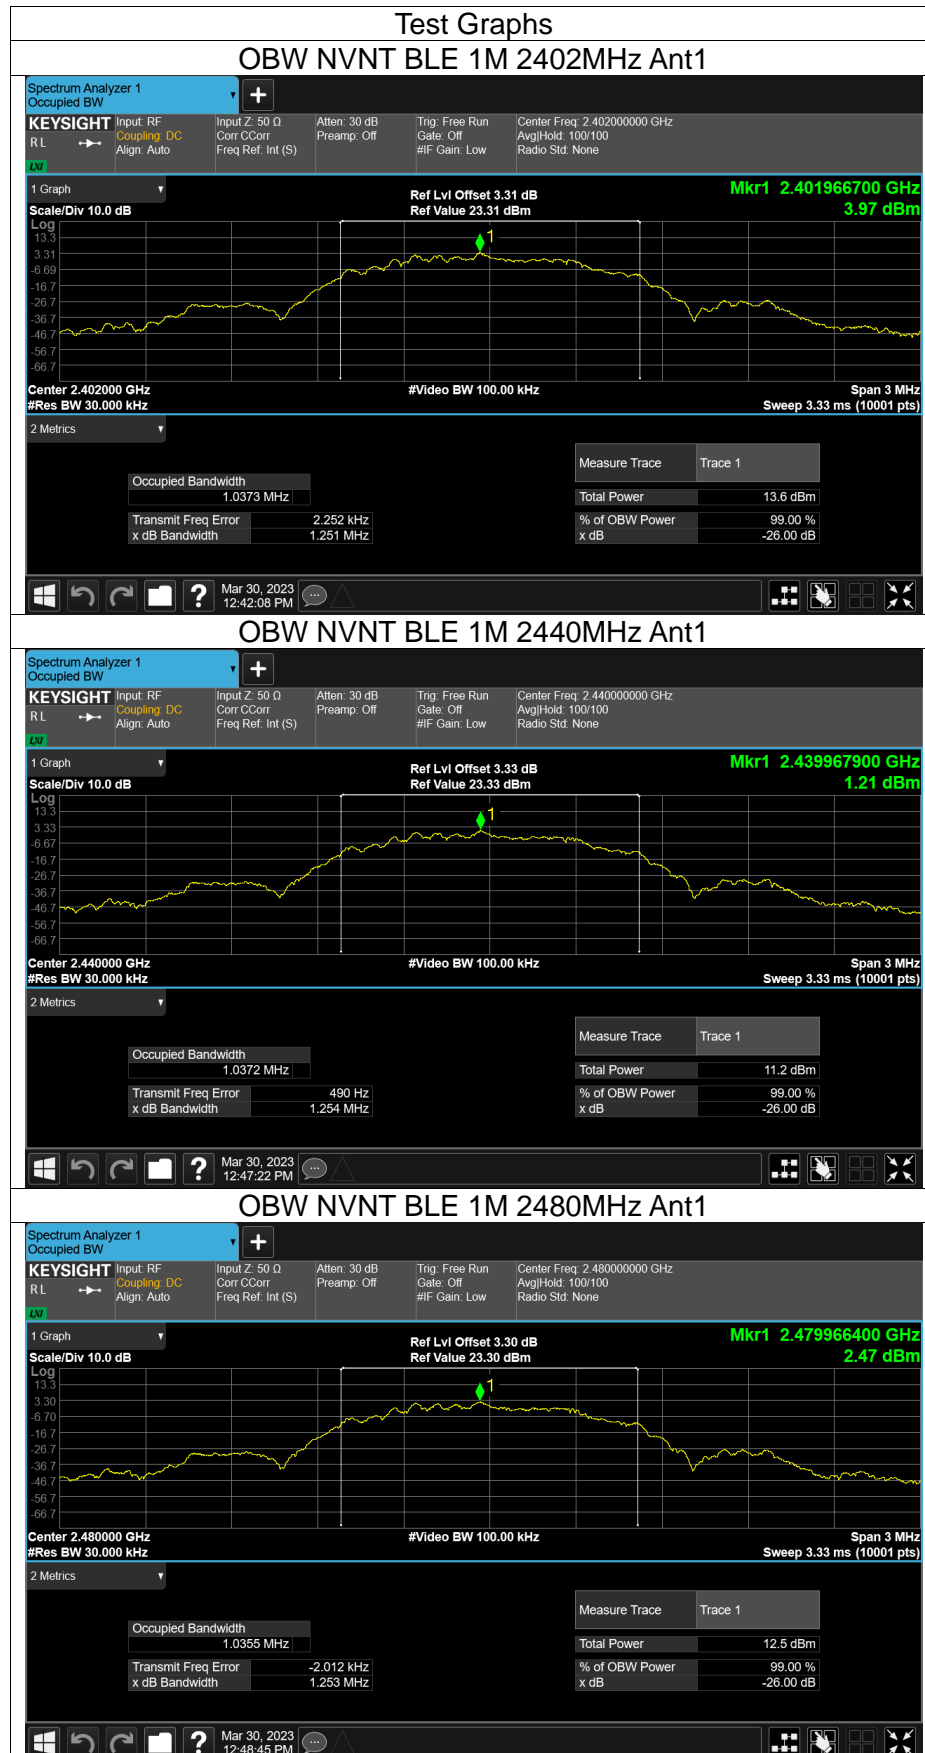 Test Graphs
OBW NVNT BLE 1M 2402MHz Ant1
Spectrum Analyzer 1
Occupied BW
+
KEYSIGHT Input: RF Input Z: 50 Ω Atten: 30 dB Trig: Free Run Center Freq: 2.402000000 GHz
RL Coupling: DC Corr CCorr Preamp: Off Gate: Off Avg|Hold: 100/100
Align: Auto Freq Ref: Int (S) #IF Gain: Low Radio Std: None
LXI
1 Graph Ref Lvl Offset 3.31 dB Mkr1 2.401966700 GHz
Scale/Div 10.0 dB Ref Value 23.31 dBm 3.97 dBm
Log
13.3
1
3.31
-6.69
-16.7
-26.7
-36.7
-46.7
-56.7
-66.7
Center 2.402000 GHz #Video BW 100.00 kHz Span 3 MHz
#Res BW 30.000 kHz Sweep 3.33 ms (10001 pts)
2 Metrics
Measure Trace Trace 1
Occupied Bandwidth
1.0373 MHz Total Power 13.6 dBm
Transmit Freq Error 2.252 kHz % of OBW Power 99.00 %
x dB Bandwidth 1.251 MHz x dB -26.00 dB
? Mar 30, 2023
12:42:08 PM
OBW NVNT BLE 1M 2440MHz Ant1
Spectrum Analyzer 1
Occupied BW
+
KEYSIGHT Input: RF Input Z: 50 Ω Atten: 30 dB Trig: Free Run Center Freq: 2.440000000 GHz
RL Coupling: DC Corr CCorr Preamp: Off Gate: Off Avg|Hold: 100/100
Align: Auto Freq Ref: Int (S) #IF Gain: Low Radio Std: None
LXI
1 Graph Ref Lvl Offset 3.33 dB Mkr1 2.439967900 GHz
Scale/Div 10.0 dB Ref Value 23.33 dBm 1.21 dBm
Log
13.3
1
3.33
-6.67
-16.7
-26.7
-36.7
-46.7
-56.7
-66.7
Center 2.440000 GHz #Video BW 100.00 kHz Span 3 MHz
#Res BW 30.000 kHz Sweep 3.33 ms (10001 pts)
2 Metrics
Measure Trace Trace 1
Occupied Bandwidth
1.0372 MHz Total Power 11.2 dBm
Transmit Freq Error 490 Hz % of OBW Power 99.00 %
x dB Bandwidth 1.254 MHz x dB -26.00 dB
? Mar 30, 2023
12:47:22 PM
OBW NVNT BLE 1M 2480MHz Ant1
Spectrum Analyzer 1
Occupied BW
+
KEYSIGHT Input: RF Input Z: 50 Ω Atten: 30 dB Trig: Free Run Center Freq: 2.480000000 GHz
RL Coupling: DC Corr CCorr Preamp: Off Gate: Off Avg|Hold: 100/100
Align: Auto Freq Ref: Int (S) #IF Gain: Low Radio Std: None
LXI
1 Graph Ref Lvl Offset 3.30 dB Mkr1 2.479966400 GHz
Scale/Div 10.0 dB Ref Value 23.30 dBm 2.47 dBm
Log
13.3
1
3.30
-6.70
-16.7
-26.7
-36.7
-46.7
-56.7
-66.7
Center 2.480000 GHz #Video BW 100.00 kHz Span 3 MHz
#Res BW 30.000 kHz Sweep 3.33 ms (10001 pts)
2 Metrics
Measure Trace Trace 1
Occupied Bandwidth
1.0355 MHz Total Power 12.5 dBm
Transmit Freq Error -2.012 kHz % of OBW Power 99.00 %
x dB Bandwidth 1.253 MHz x dB -26.00 dB
? Mar 30, 2023
12:48:45 PM